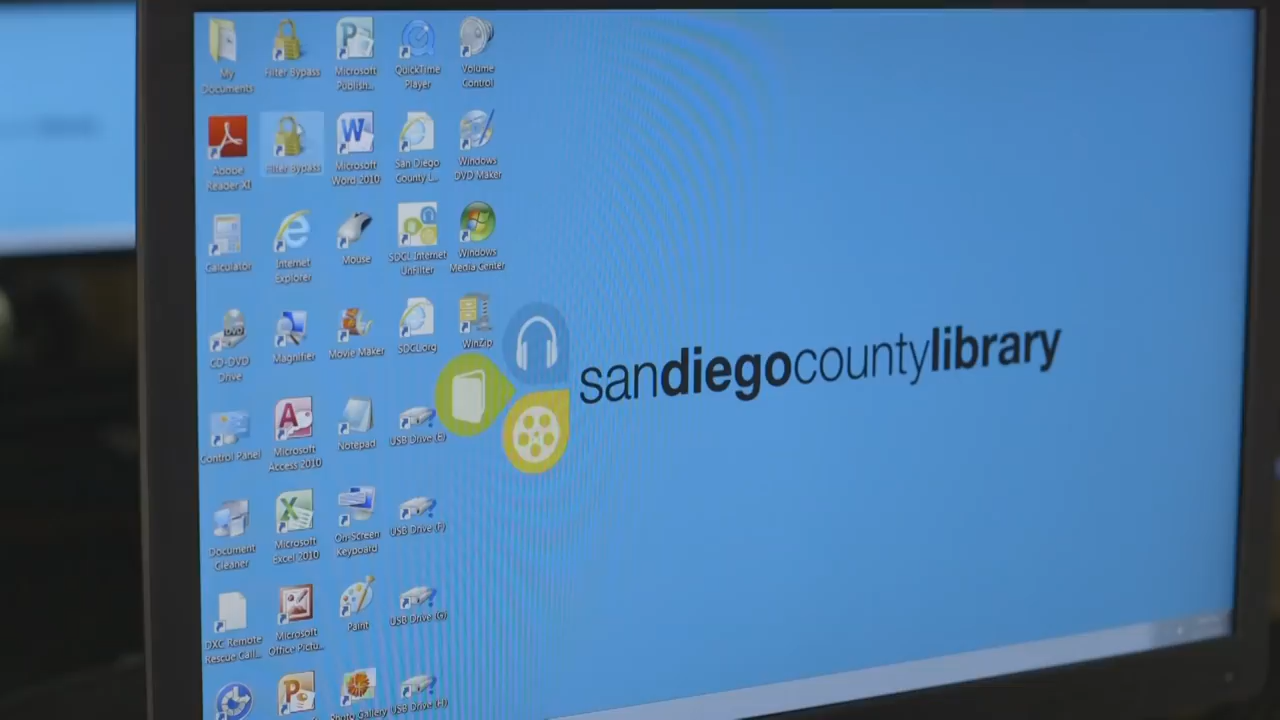 My
Documents
Filter Bypass
Microsoft
Publish...
QuickTime
Player
Volume
Control
Adobe
Reader XI
Filter Bypass
Microsoft
Word 2010
San Diego
County L...
Windows
DVD Maker
Calculator
Internet
Explorer
Mouse
SDCL Internet
UnFilter
Windows
Media Center
DVD
CD-DVD
Drive
Magnifier
Movie Maker
SDCL.org
WinZip
sandiegocountylibrary
Control Panel
Microsoft
Access 2010
Notepad
USB Drive (E)
Document
Cleaner
Microsoft
Excel 2010
On-Screen
Keyboard
USB Drive (F)
DXC Remote
Rescue Call...
Microsoft
Office Pictu...
Paint
USB Drive (G)
Photo Gallery
USB Drive (H)